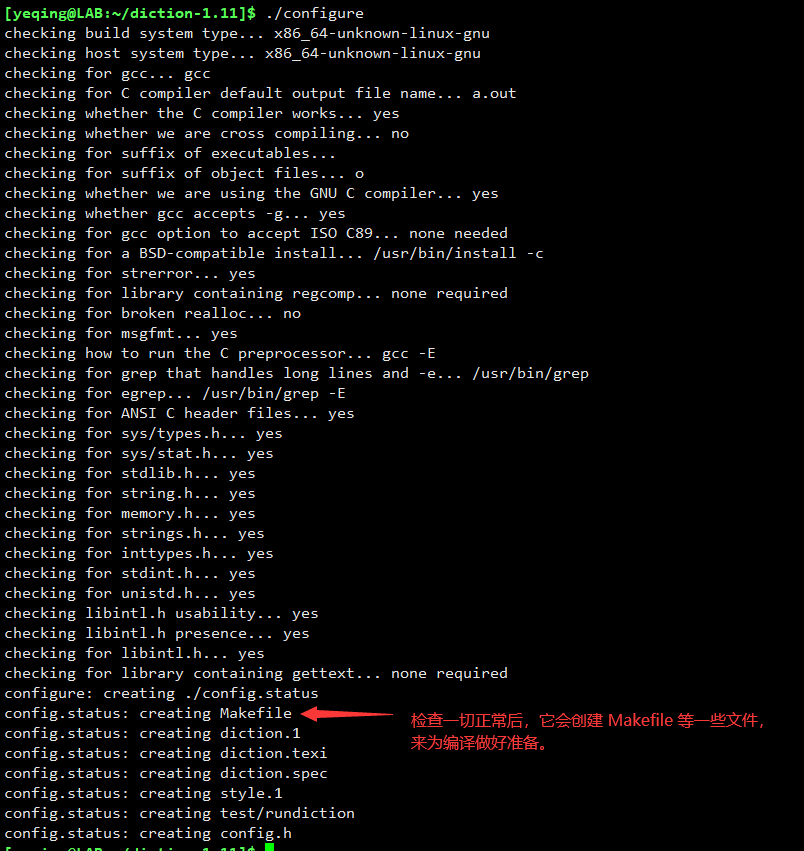 [yeqing@LAB:~/diction-1.11]$ ./configure
checking build system type... x86_64-unknown-linux-gnu
checking host system type... x86_64-unknown-linux-gnu
checking for gcc... gcc
checking for C compiler default output file name... a.out
checking whether the C compiler works... yes
checking whether we are cross compiling... no
checking for suffix of executables...
checking for suffix of object files... o
checking whether we are using the GNU C compiler... yes
checking whether gcc accepts -g... yes
checking for gcc option to accept ISO C89... none needed
checking for a BSD-compatible install... /usr/bin/install -c
checking for strerror... yes
checking for library containing regcomp... none required
checking for broken realloc... no
checking for msgfmt... yes
checking how to run the C preprocessor... gcc -E
checking for grep that handles long lines and -e... /usr/bin/grep
checking for egrep... /usr/bin/grep -E
checking for ANSI C header files... yes
checking for sys/types.h... yes
checking for sys/stat.h... yes
checking for stdlib.h... yes
checking for string.h... yes
checking for memory.h... yes
checking for strings.h... yes
checking for inttypes.h... yes
checking for stdint.h... yes
checking for unistd.h... yes
checking libintl.h usability... yes
checking libintl.h presence... yes
checking for libintl.h... yes
checking for library containing gettext... none required
configure: creating ./config.status
config.status: creating Makefile
检查一切正常后，它会创建 Makefile 等一些文件，
来为编译做好准备。
config.status: creating diction.1
config.status: creating diction.texi
config.status: creating diction.spec
config.status: creating style.1
config.status: creating test/rundiction
config.status: creating config.h
[yeqing@LAB:~/diction-1.11]$